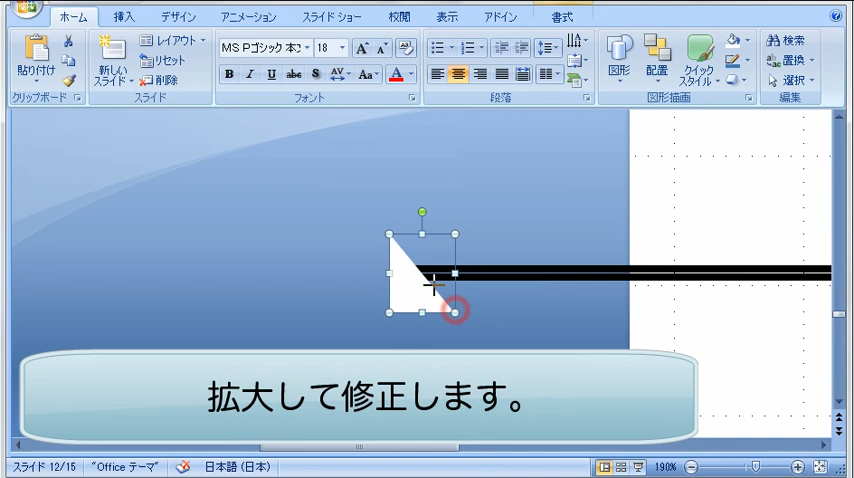 ホーム 挿入 デザイン アニメーション スライド ショー 校閲 表示 アドイン 書式
貼り付け 新しい スライド レイアウト リセット 削除
MS Pゴシック 本文 18
B I U abe S AV Aa A
図形 配置 クイック スタイル 検索 置換 選択
クリップボード スライド フォント 段落 図形描画 編集
拡大して修正します。
スライド 12/15 "Office テーマ" 日本語 (日本) 190%